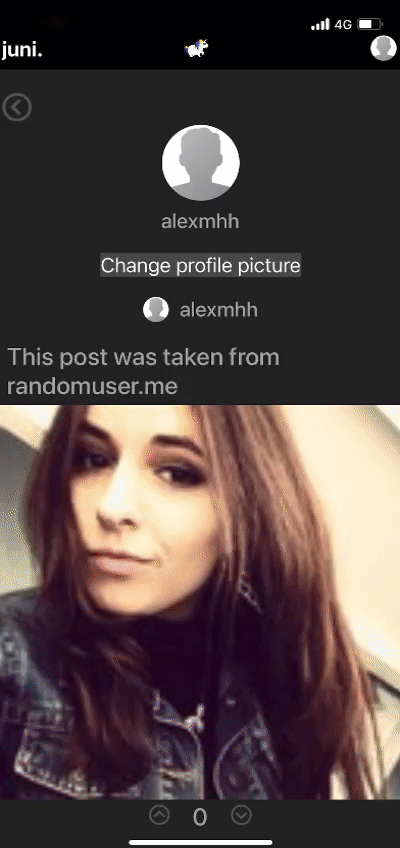 4G
juni.
alexmhh
Change profile picture
alexmhh
This post was taken from
randomuser.me
0